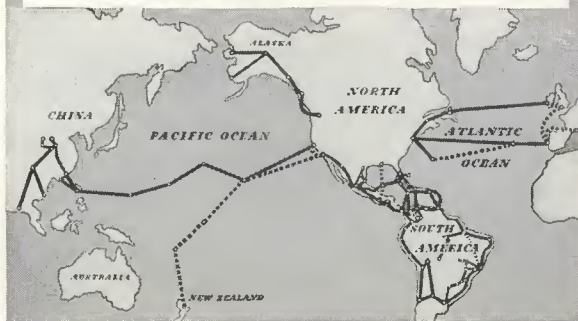 ALASKA
NORTH
AMERICA
CHINA
PACIFIC OCEAN
ATLANTIC
OCEAN
SOUTH
AMERICA
AUSTRALIA
NEW ZEALAND